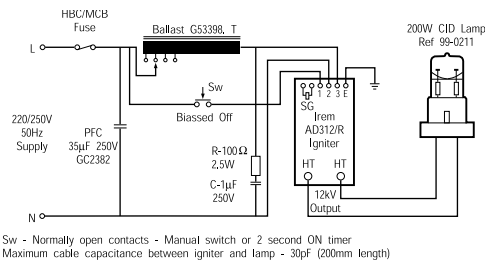 HBC/MCB
Fuse
Ballast G53398. T
200W CID Lamp
Ref 99-0211
L
Sw
Biassed Off
1 2 3 E
SG
Irem
AD312/R
Igniter
HT HT
12kV
Output
220/250V
50Hz
Supply
PFC
35µF 250V
GC2382
R-100Ω
2.5W
C-1µF
250V
N
Sw - Normally open contacts - Manual switch or 2 second ON timer
Maximum cable capacitance between igniter and lamp - 30pF (200mm length)